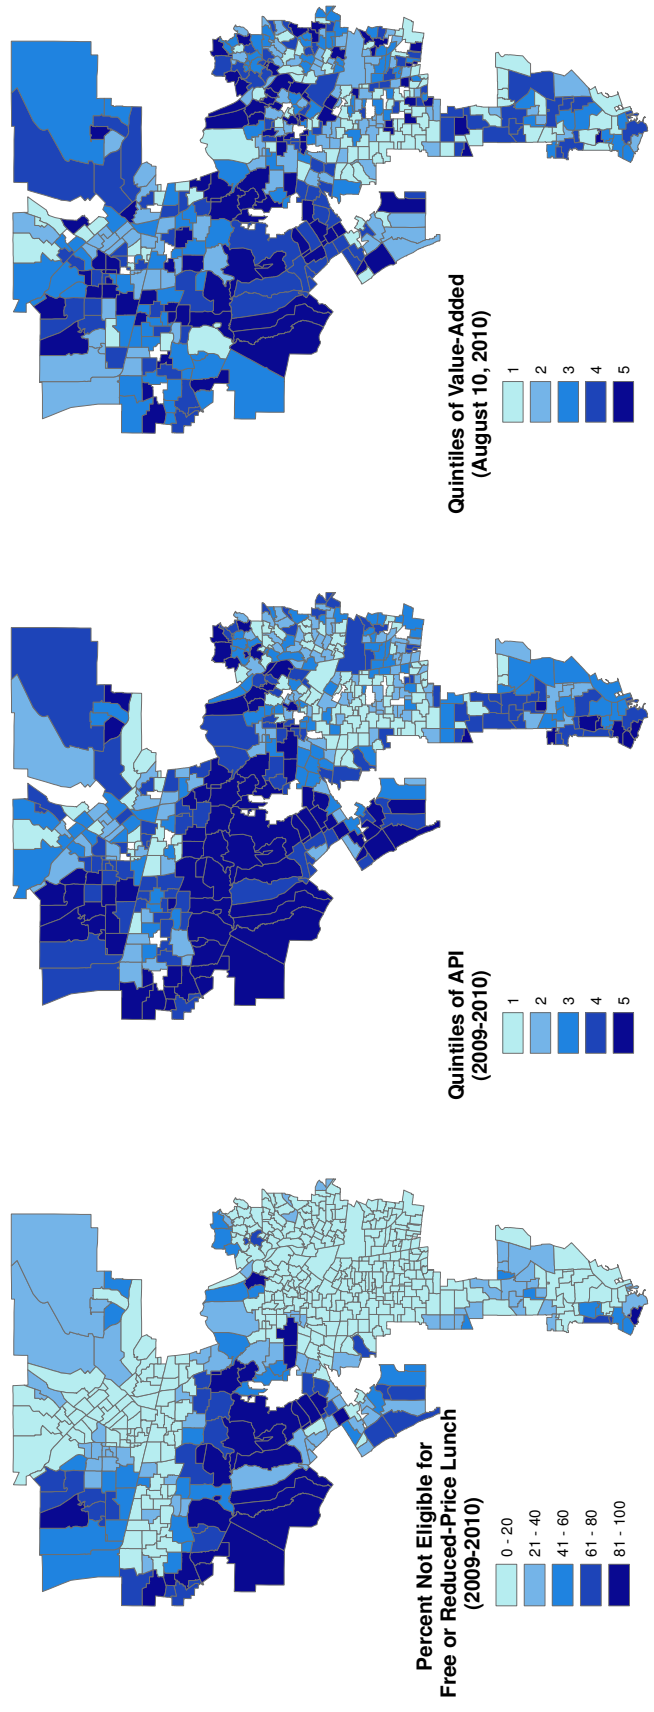 Percent Not Eligible for
Free or Reduced-Price Lunch
(2009-2010)
0 - 20
21 - 40
41 - 60
61 - 80
81 - 100
Quintiles of API
(2009-2010)
1
2
3
4
5
Quintiles of Value-Added
(August 10, 2010)
1
2
3
4
5